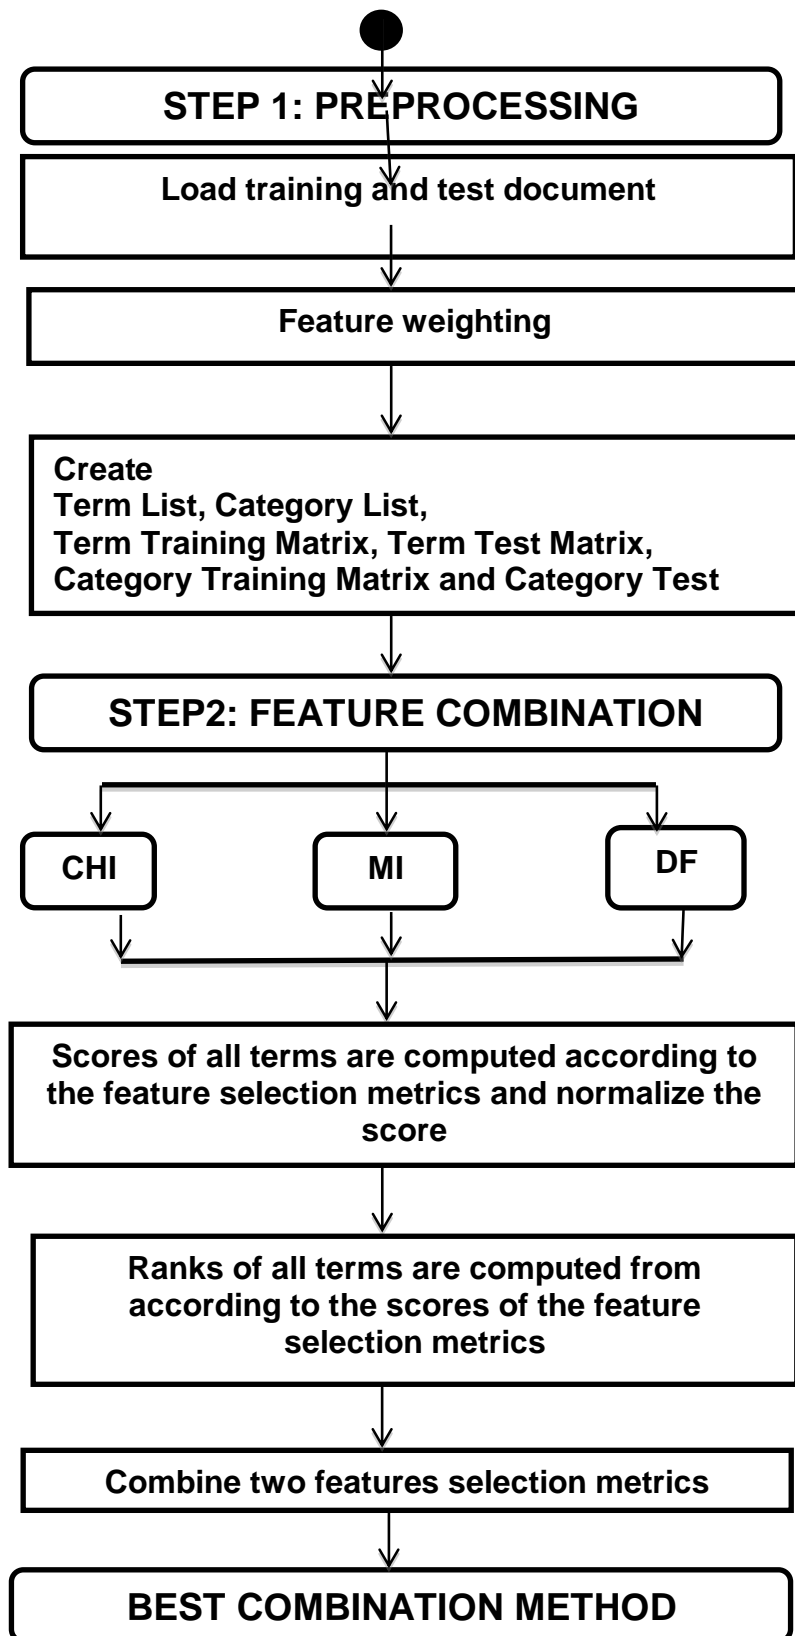 STEP 1: PREPROCESSING
Load training and test document
Feature weighting
Create
Term List, Category List,
Term Training Matrix, Term Test Matrix,
Category Training Matrix and Category Test
STEP2: FEATURE COMBINATION
CHI
MI
DF
Scores of all terms are computed according to
the feature selection metrics and normalize the
score
Ranks of all terms are computed from
according to the scores of the feature
selection metrics
Combine two features selection metrics
BEST COMBINATION METHOD